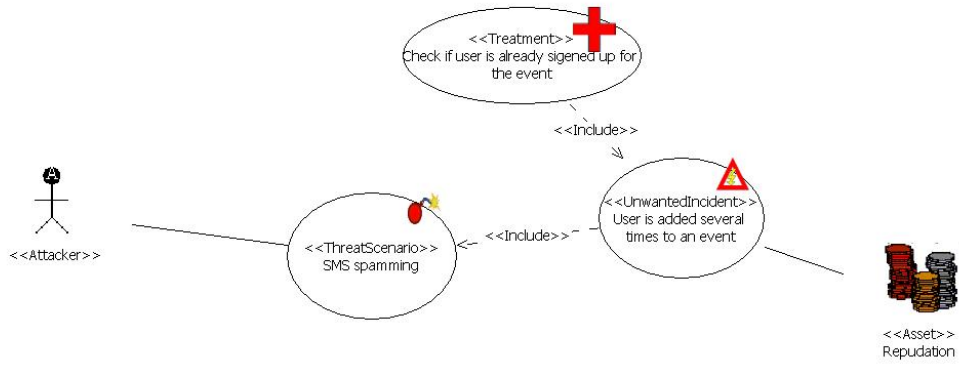 <<Treatment>>
Check if user is already sigened up for
the event
<<Include>>
<<UnwantedIncident>>
User is added several
times to an event
<<Include>>
<<ThreatScenario>>
SMS spamming
A
<<Attacker>>
<<Asset>>
Repudation